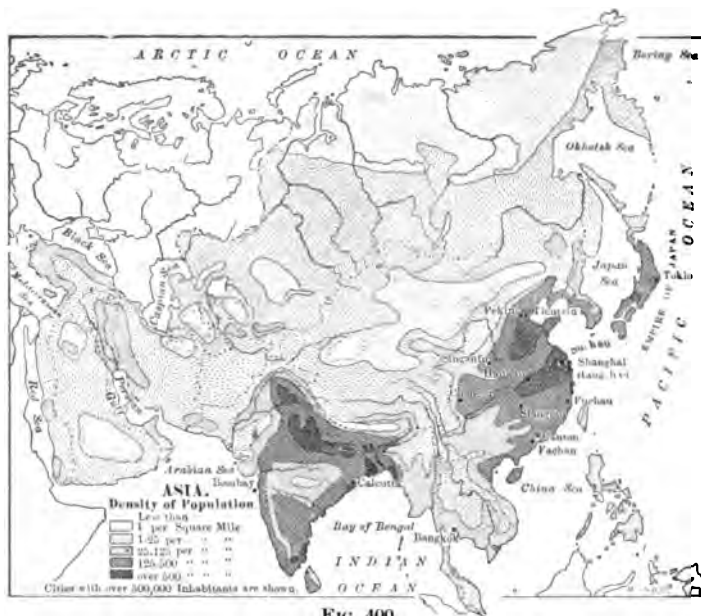 ARCTIC OCEAN
Bering Sea
Okhotsk Sea
Black Sea
Caspian
Japan
Sea
EMPIRE OF JAPAN
Tokio
PACIFIC OCEAN
Pekin
Tientsin
Shanghai
Fuchau
Canton
Red Sea
Persian
Gulf
Arabian Sea
Bombay
Calcutta
China Sea
Bay of Bengal
Bangkok
INDIAN
OCEAN
ASIA.
Density of Population
Less than
1 per Square Mile
1-25 per " "
25-125 per " "
125-500 " " "
over 500 " " "
Cities with over 500,000 Inhabitants are shown.
FIG. 400